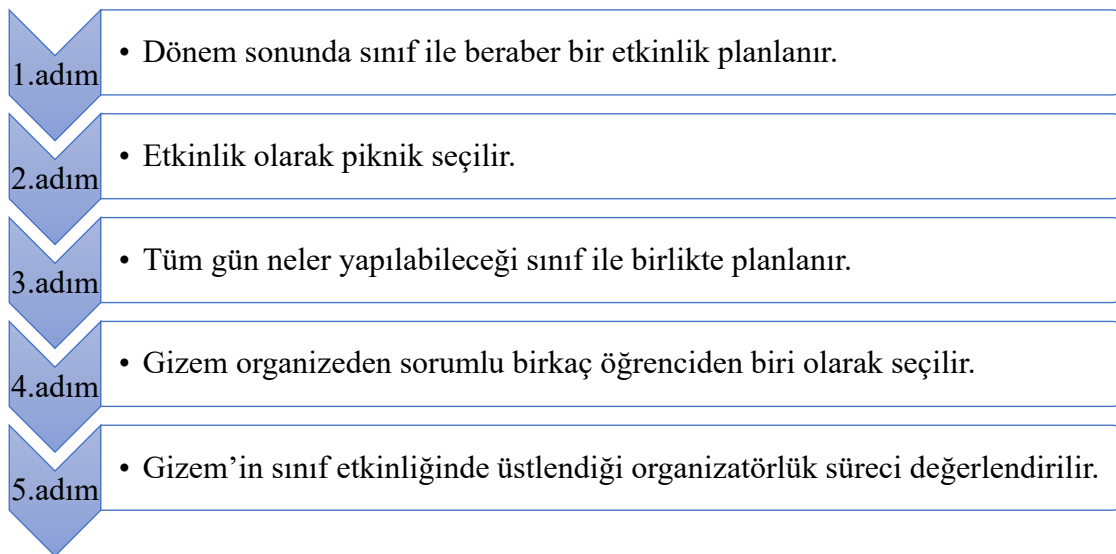 1.adım
• Dönem sonunda sınıf ile beraber bir etkinlik planlanır.
2.adım
• Etkinlik olarak piknik seçilir.
3.adım
• Tüm gün neler yapılabileceği sınıf ile birlikte planlanır.
4.adım
• Gizem organizeden sorumlu birkaç öğrenciden biri olarak seçilir.
5.adım
• Gizem’in sınıf etkinliğinde üstlendiği organizatörlük süreci değerlendirilir.